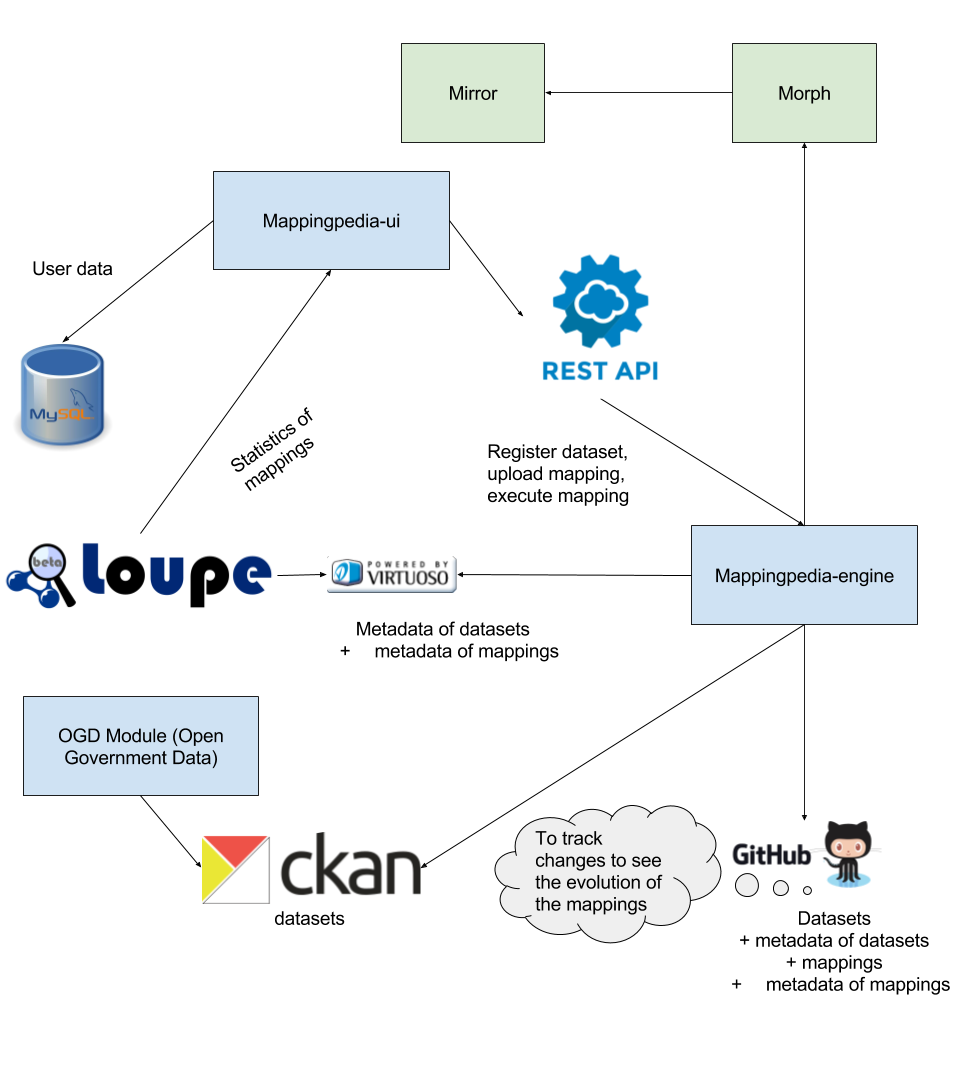 Mirror
Morph
Mappingpedia-ui
User data
MySQL
REST API
Statistics of
mappings
Register dataset,
upload mapping,
execute mapping
beta
Loupe
POWERED BY
VIRTUOSO
Mappingpedia-engine
Metadata of datasets
+ metadata of mappings
OGD Module (Open
Government Data)
ckan
datasets
To track
changes to see
the evolution of
the mappings
GitHub
Datasets
+ metadata of datasets
+ mappings
+ metadata of mappings